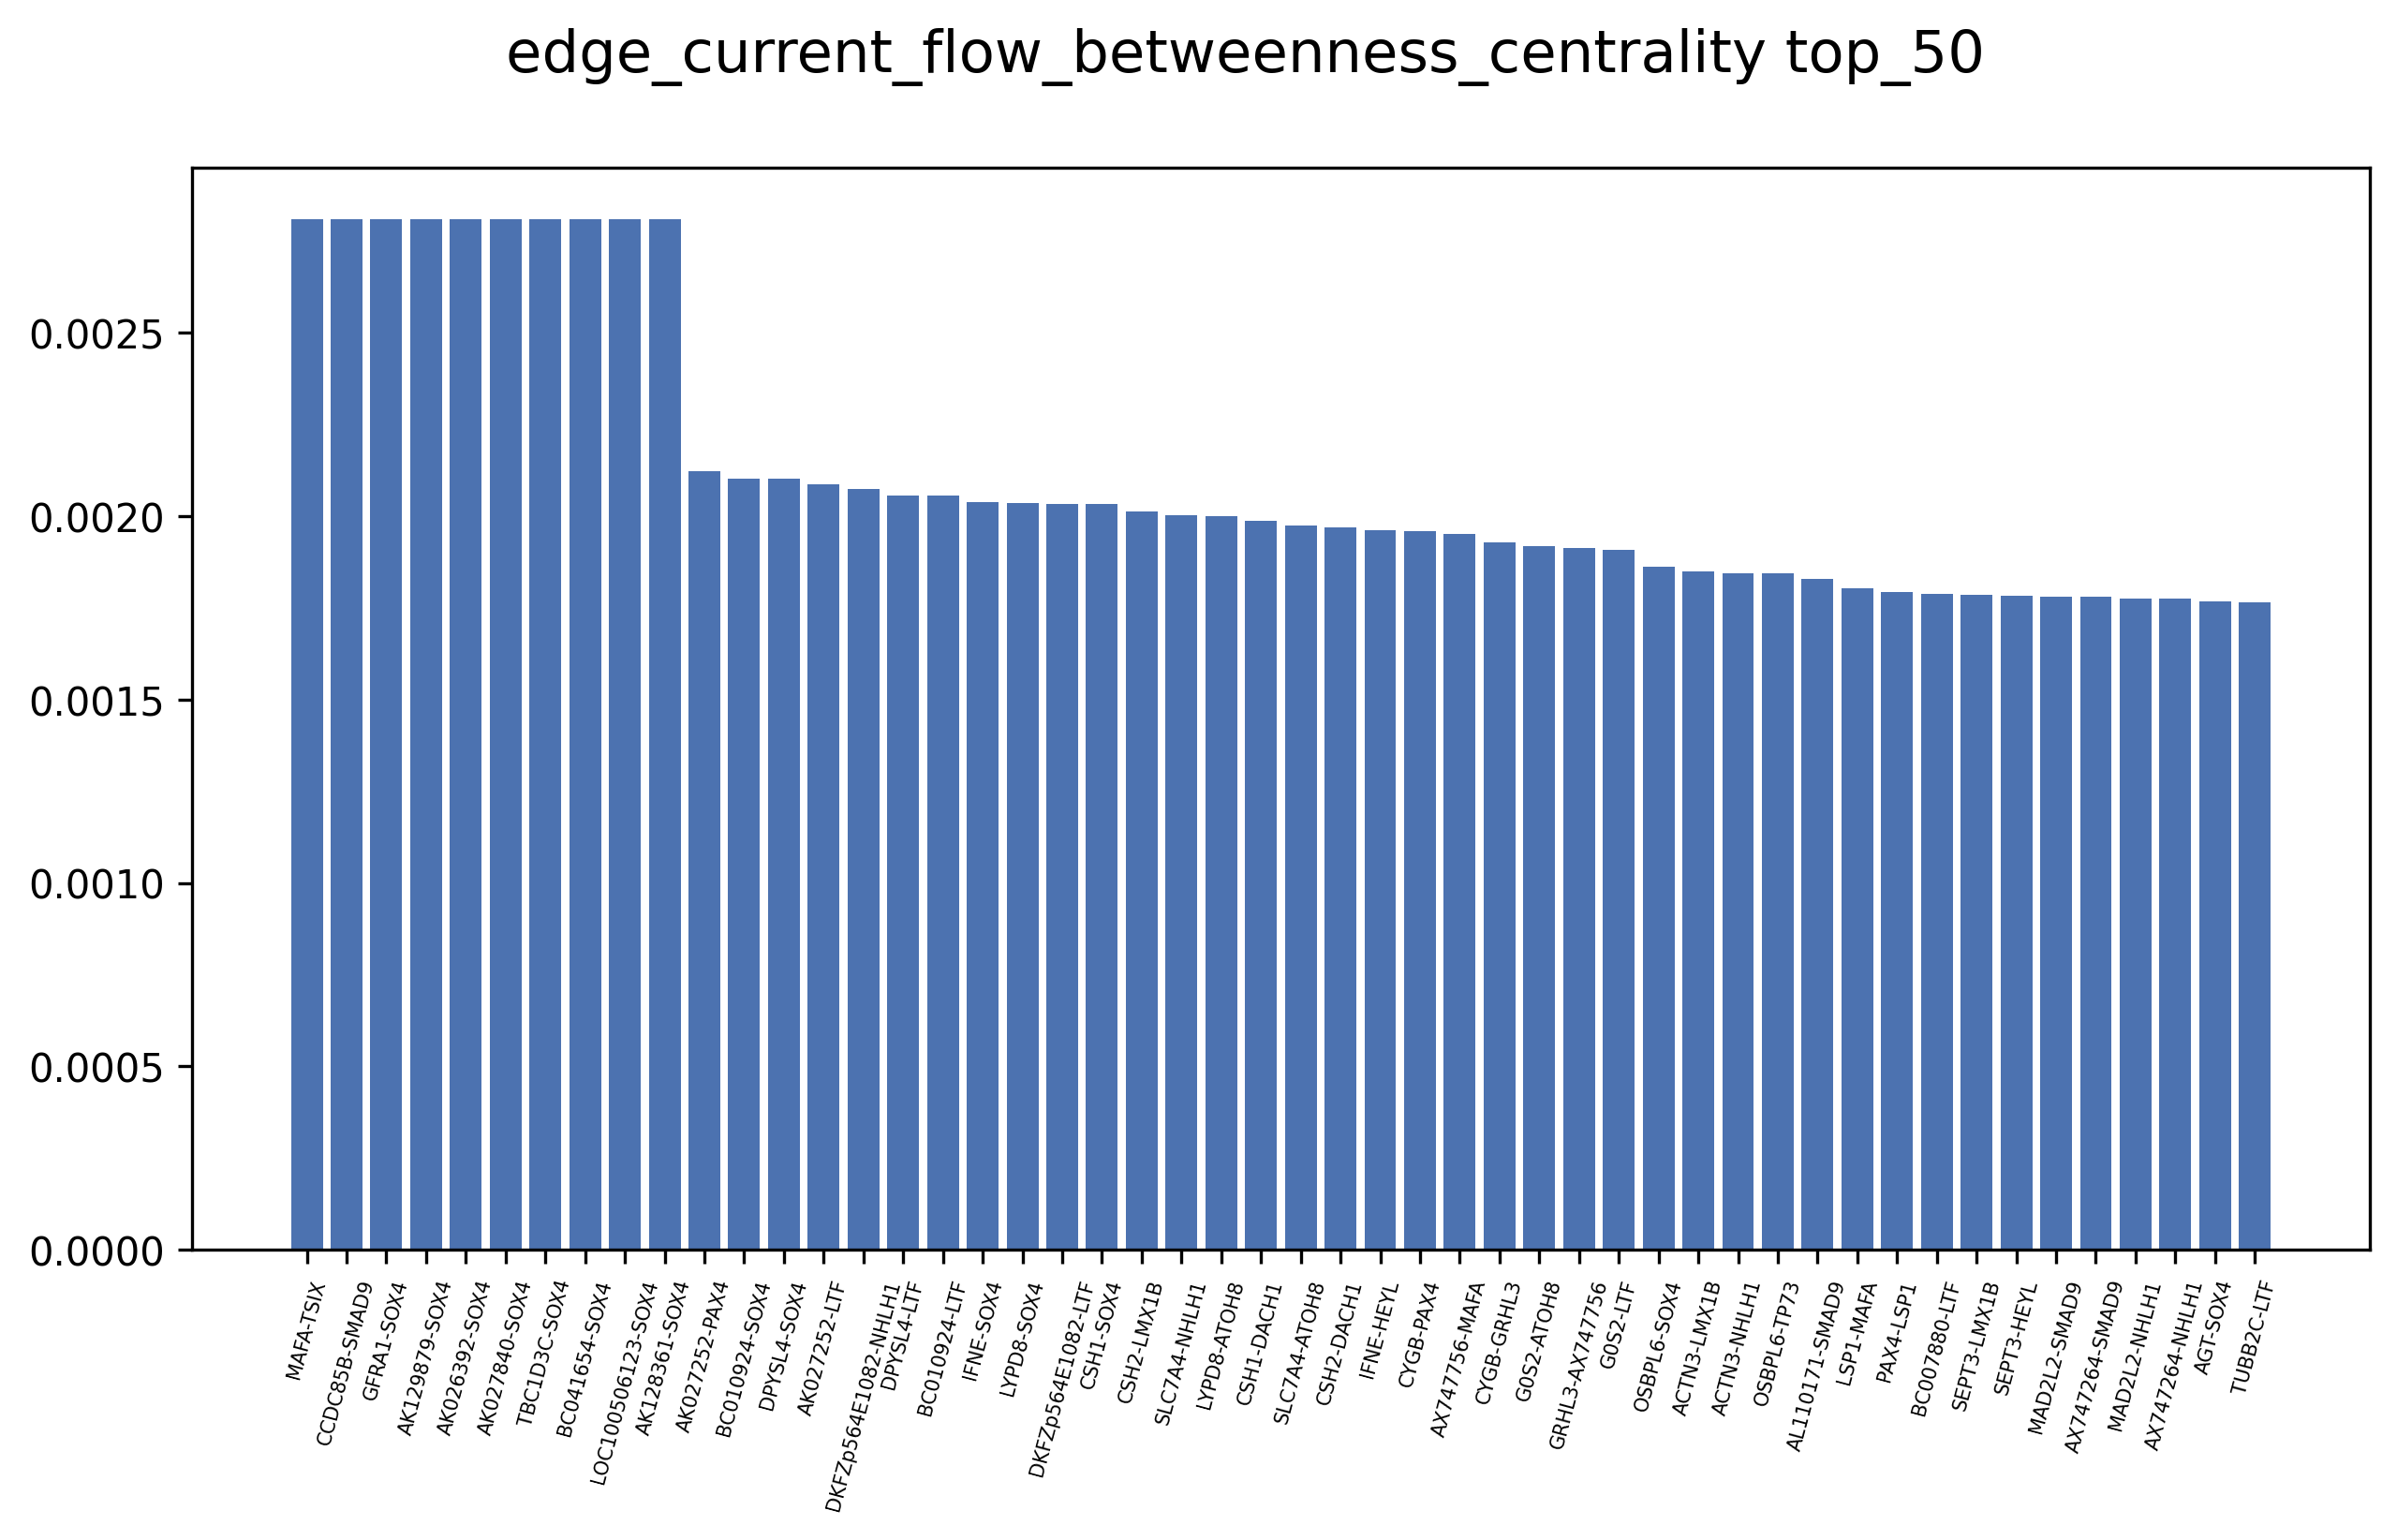 edge_current_flow_betweenness_centrality top_50
0.0025
0.0020
0.0015
0.0010
0.0005
0.0000
MAFA-TSIX
CCDC85B-SMAD9
GFRA1-SOX4
AK129879-SOX4
AK026392-SOX4
AK027840-SOX4
TBC1D3C-SOX4
BC041654-SOX4
LOC100506123-SOX4
AK128361-SOX4
AK027252-PAX4
BC010924-SOX4
DPYSL4-SOX4
AK027252-LTF
DKFZp564E1082-NHLH1
DPYSL4-LTF
BC010924-LTF
IFNE-SOX4
LYPD8-SOX4
DKFZp564E1082-LTF
CSH1-SOX4
CSH2-LMX1B
SLC7A4-NHLH1
LYPD8-ATOH8
CSH1-DACH1
SLC7A4-ATOH8
CSH2-DACH1
IFNE-HEYL
CYGB-PAX4
AX747756-MAFA
CYGB-GRHL3
G0S2-ATOH8
GRHL3-AX747756
G0S2-LTF
OSBPL6-SOX4
ACTN3-LMX1B
ACTN3-NHLH1
OSBPL6-TP73
AL110171-SMAD9
LSP1-MAFA
PAX4-LSP1
BC007880-LTF
SEPT3-LMX1B
SEPT3-HEYL
MAD2L2-SMAD9
AX747264-SMAD9
MAD2L2-NHLH1
AX747264-NHLH1
AGT-SOX4
TUBB2C-LTF